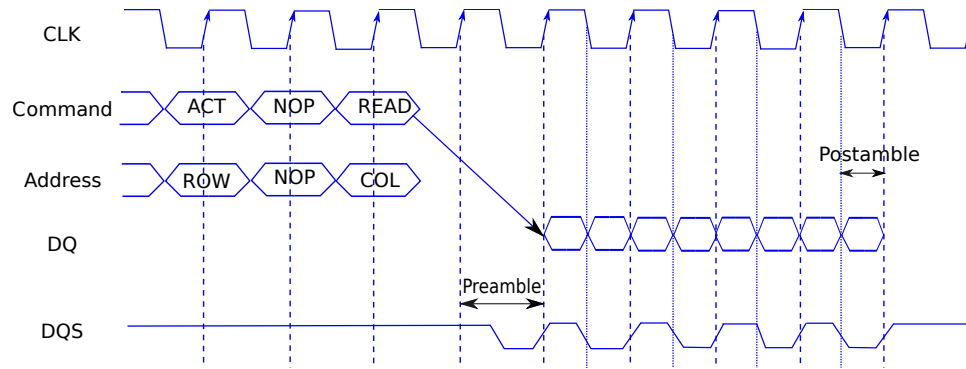 CLK
Command ACT NOP READ
Postamble
Address ROW NOP COL
DQ
Preamble
DQS